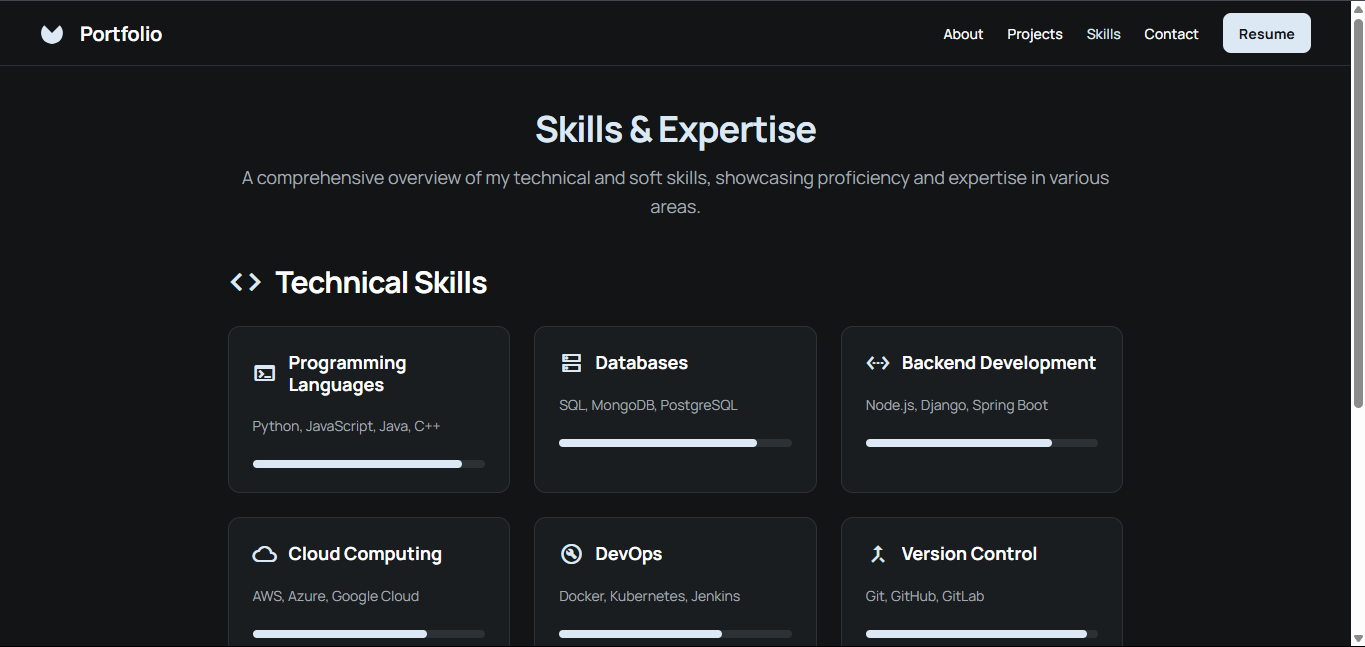 Portfolio
About
Projects
Skills
Contact
Resume
Skills & Expertise
A comprehensive overview of my technical and soft skills, showcasing proficiency and expertise in various
areas.
Technical Skills
Programming
Languages
Python, JavaScript, Java, C++
Databases
SQL, MongoDB, PostgreSQL
Backend Development
Node.js, Django, Spring Boot
Cloud Computing
AWS, Azure, Google Cloud
DevOps
Docker, Kubernetes, Jenkins
Version Control
Git, GitHub, GitLab